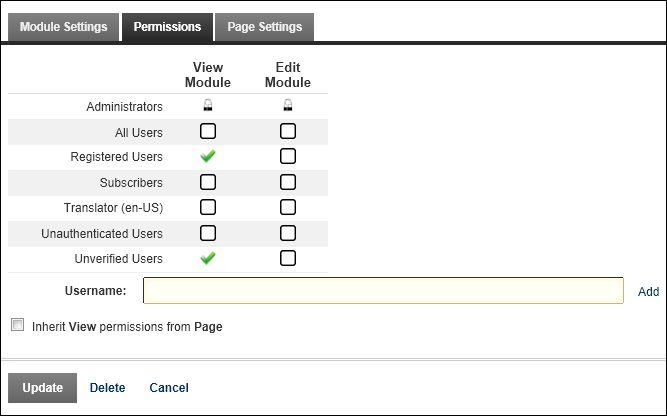 Module Settings Permissions Page Settings
View Module Edit Module
Administrators
All Users
Registered Users
Subscribers
Translator (en-US)
Unauthenticated Users
Unverified Users
Username: Add
Inherit View permissions from Page
Update Delete Cancel